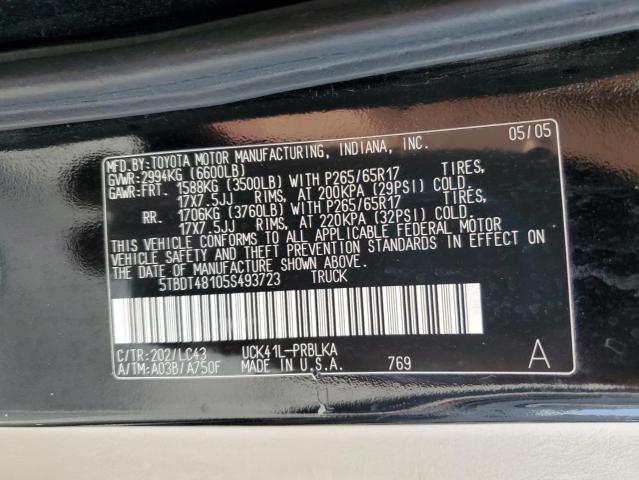 MFD.BY:TOYOTA MOTOR MANUFACTURING, INDIANA, INC. 05/05
GVWR:2994KG (6600LB)
GAWR:FRT. 1588KG (3500LB) WITH P265/65R17 TIRES,
17X7.5JJ RIMS, AT 200KPA (29PSI) COLD.
RR. 1706KG (3760LB) WITH P265/65R17 TIRES,
17X7.5JJ RIMS, AT 220KPA (32PSI) COLD.
THIS VEHICLE CONFORMS TO ALL APPLICABLE FEDERAL MOTOR
VEHICLE SAFETY AND THEFT PREVENTION STANDARDS IN EFFECT ON
THE DATE OF MANUFACTURE SHOWN ABOVE.
5TBDT48105S493723 TRUCK
C/TR:202/LC43 UCK41L-PRBLKA
A/TM:A03B/A750F MADE IN U.S.A. 769 A